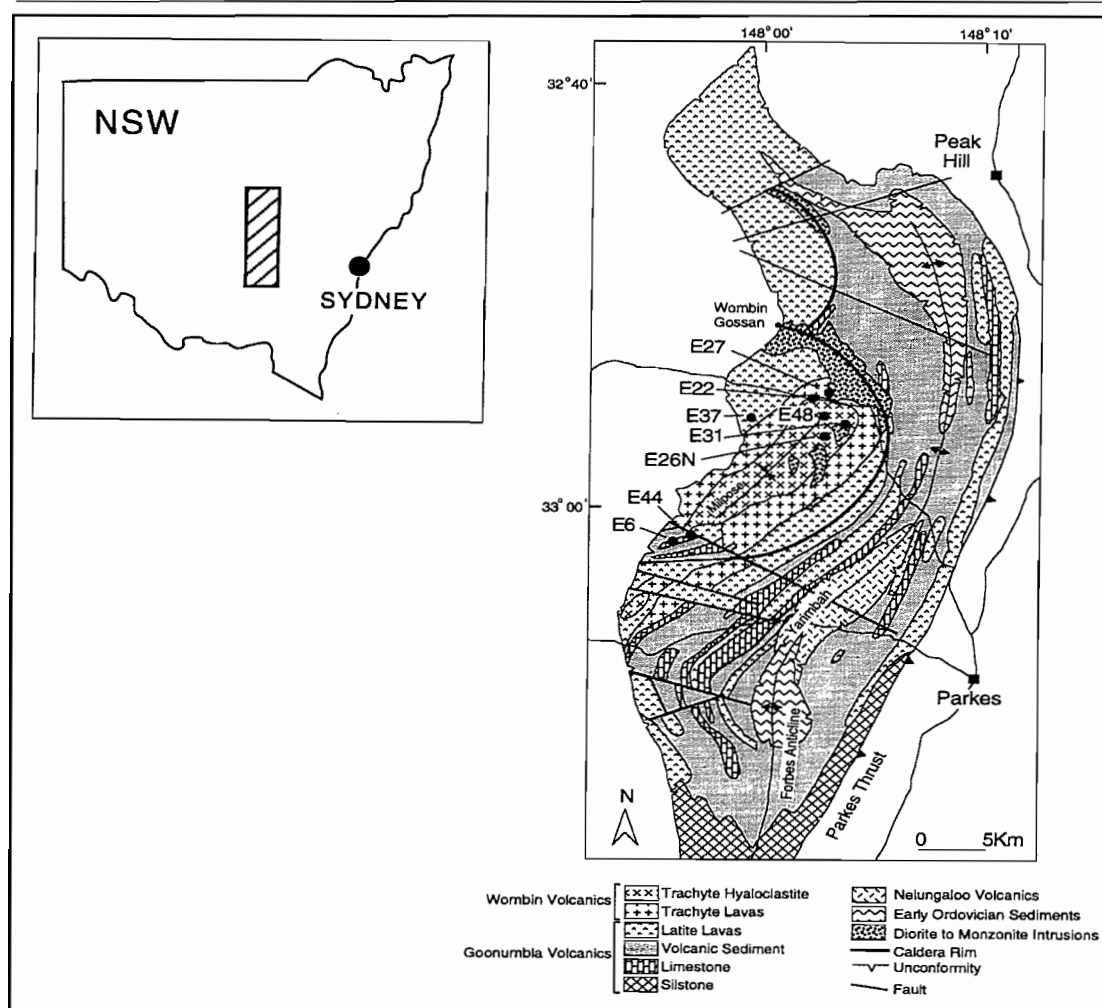 NSW
SYDNEY
148° 00'
148° 10'
32° 40'
Peak
Hill
Wombin
Gossan
E27
E22
E37
E48
E31
E26N
Milpose
E44
33° 00'
E6
Yarimbah
Parkes
Forbes Anticline
Parkes Thrust
N
0 5Km
Wombin Volcanics
Trachyte Hyaloclastite
Trachyte Lavas
Goonumbla Volcanics
Latite Lavas
Volcanic Sediment
Limestone
Silstone
Nelungaloo Volcanics
Early Ordovician Sediments
Diorite to Monzonite Intrusions
Caldera Rim
Unconformity
Fault